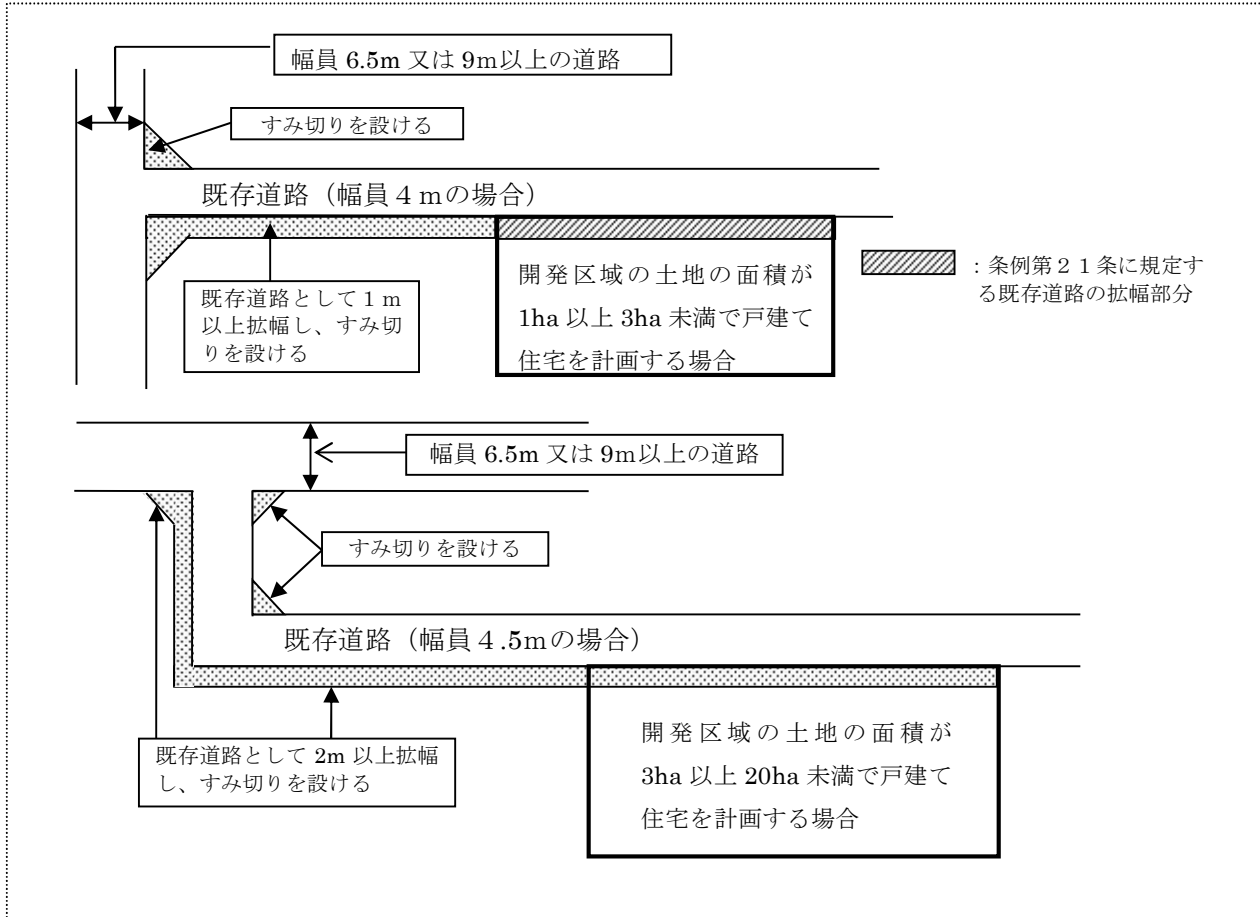 幅員 6.5m 又は 9ｍ以上の道路
すみ切りを設ける
既存道路（幅員４ｍの場合）
既存道路として１ｍ
以上拡幅し、すみ切
りを設ける
開発区域の土地の面積が
1ha 以上 3ha 未満で戸建て
住宅を計画する場合
：条例第２１条に規定す
る既存道路の拡幅部分
幅員 6.5m 又は 9ｍ以上の道路
すみ切りを設ける
既存道路（幅員４.5ｍの場合）
既存道路として 2m 以上拡幅
し、すみ切りを設ける
開発区域の土地の面積が
3ha 以上 20ha 未満で戸建て
住宅を計画する場合